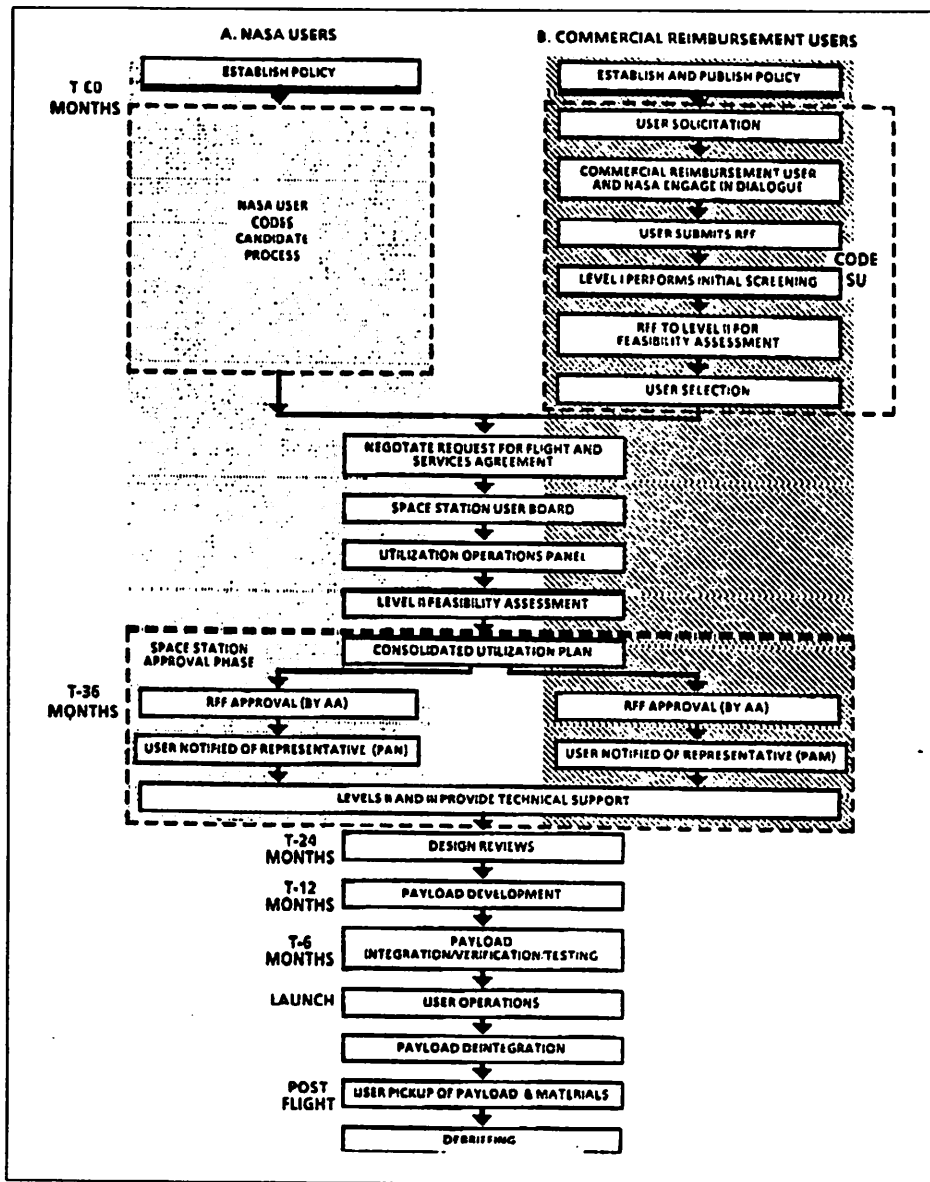 A. NASA USERS
B. COMMERCIAL REIMBURSEMENT USERS
ESTABLISH POLICY
ESTABLISH AND PUBLISH POLICY
MONTHS
USER SOLICITATION
COMMERCIAL REIMBURSEMENT USER
AND NASA ENGAGE IN DIALOGUE
NASA USER
CODES
CANDIDATE
PROCESS
USER SUBMITS RFF
CODE
SU
LEVEL I PERFORMS INITIAL SCREENING
RFF TO LEVEL II FOR
FEASIBILITY ASSESSMENT
USER SELECTION
NEGOTATE REQUEST FOR FLIGHT AND
SERVICES AGREEMENT
SPACE STATION USER BOARD
UTILIZATION OPERATIONS PANEL
LEVEL II FEASIBILITY ASSESSMENT
CONSOLIDATED UTILIZATION PLAN
SPACE STATION
APPROVAL PHASE
T-36
MONTHS
RFF APPROVAL (BY AA)
RFF APPROVAL (BY AA)
USER NOTIFIED OF REPRESENTATIVE (PAN)
USER NOTIFIED OF REPRESENTATIVE (PAM)
LEVELS II AND III PROVIDE TECHNICAL SUPPORT
T-24
MONTHS
DESIGN REVIEWS
T-12
MONTHS
PAYLOAD DEVELOPMENT
T-6
MONTHS
PAYLOAD
INTEGRATION/VERIFICATION/TESTING
LAUNCH
USER OPERATIONS
PAYLOAD DEINTEGRATION
POST
FLIGHT
USER PICKUP OF PAYLOAD & MATERIALS
DEBRIEFING